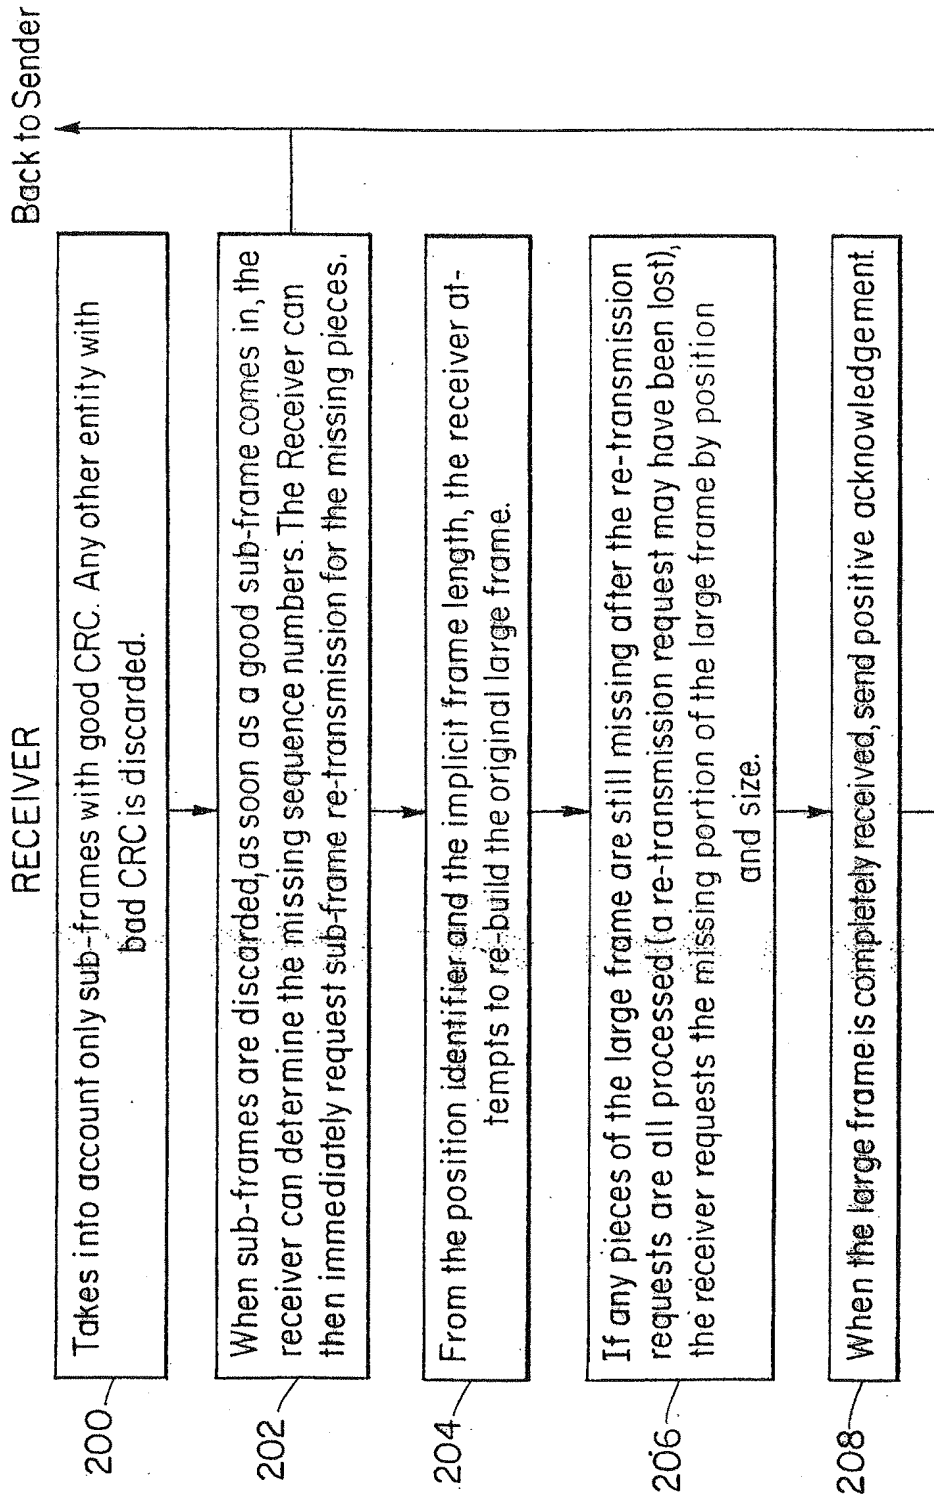 RECEIVER
Back to Sender
200
Takes into account only sub-frames with good CRC. Any other entity with
bad CRC is discarded.
202
When sub-frames are discarded, as soon as a good sub-frame comes in, the
receiver can determine the missing sequence numbers. The Receiver can
then immediately request sub-frame re-transmission for the missing pieces.
204
From the position identifier and the implicit frame length, the receiver at-
tempts to re-build the original large frame.
206
If any pieces of the large frame are still missing after the re-transmission
requests are all processed (a re-transmission request may have been lost),
the receiver requests the missing portion of the large frame by position
and size.
208
When the large frame is completely received, send positive acknowledgement.